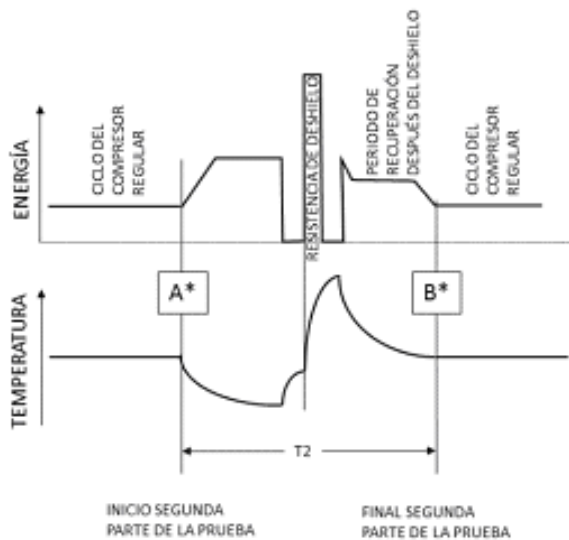 ENERGÍA
CICLO DEL
COMPRESOR
REGULAR
RESISTENCIA DE DESHIELO
PERIODO DE
RECUPERACIÓN
DESPUÉS DEL DESHIELO
CICLO DEL
COMPRESOR
REGULAR
A*
B*
TEMPERATURA
T2
INICIO SEGUNDA
PARTE DE LA PRUEBA
FINAL SEGUNDA
PARTE DE LA PRUEBA